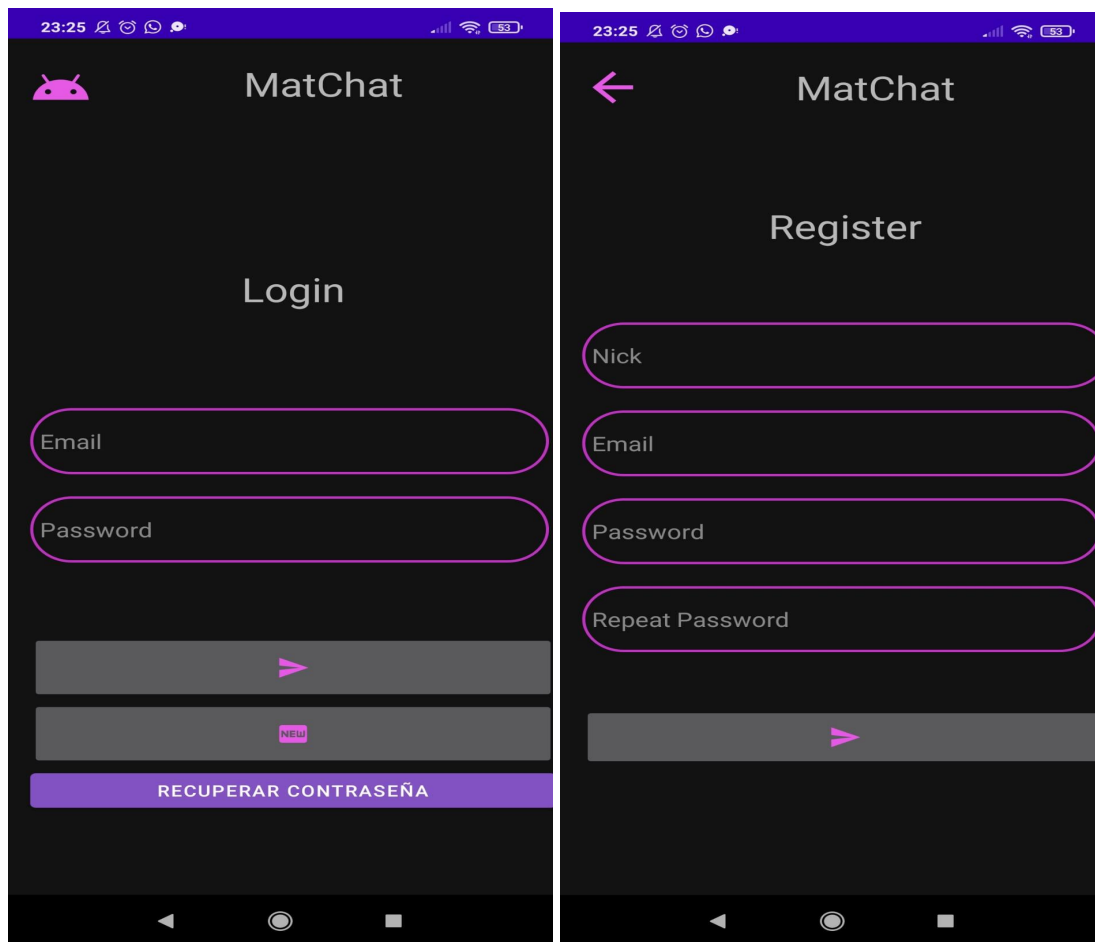 23:25
53
MatChat
Login
Email
Password
NEW
RECUPERAR CONTRASEÑA
23:25
53
MatChat
Register
Nick
Email
Password
Repeat Password